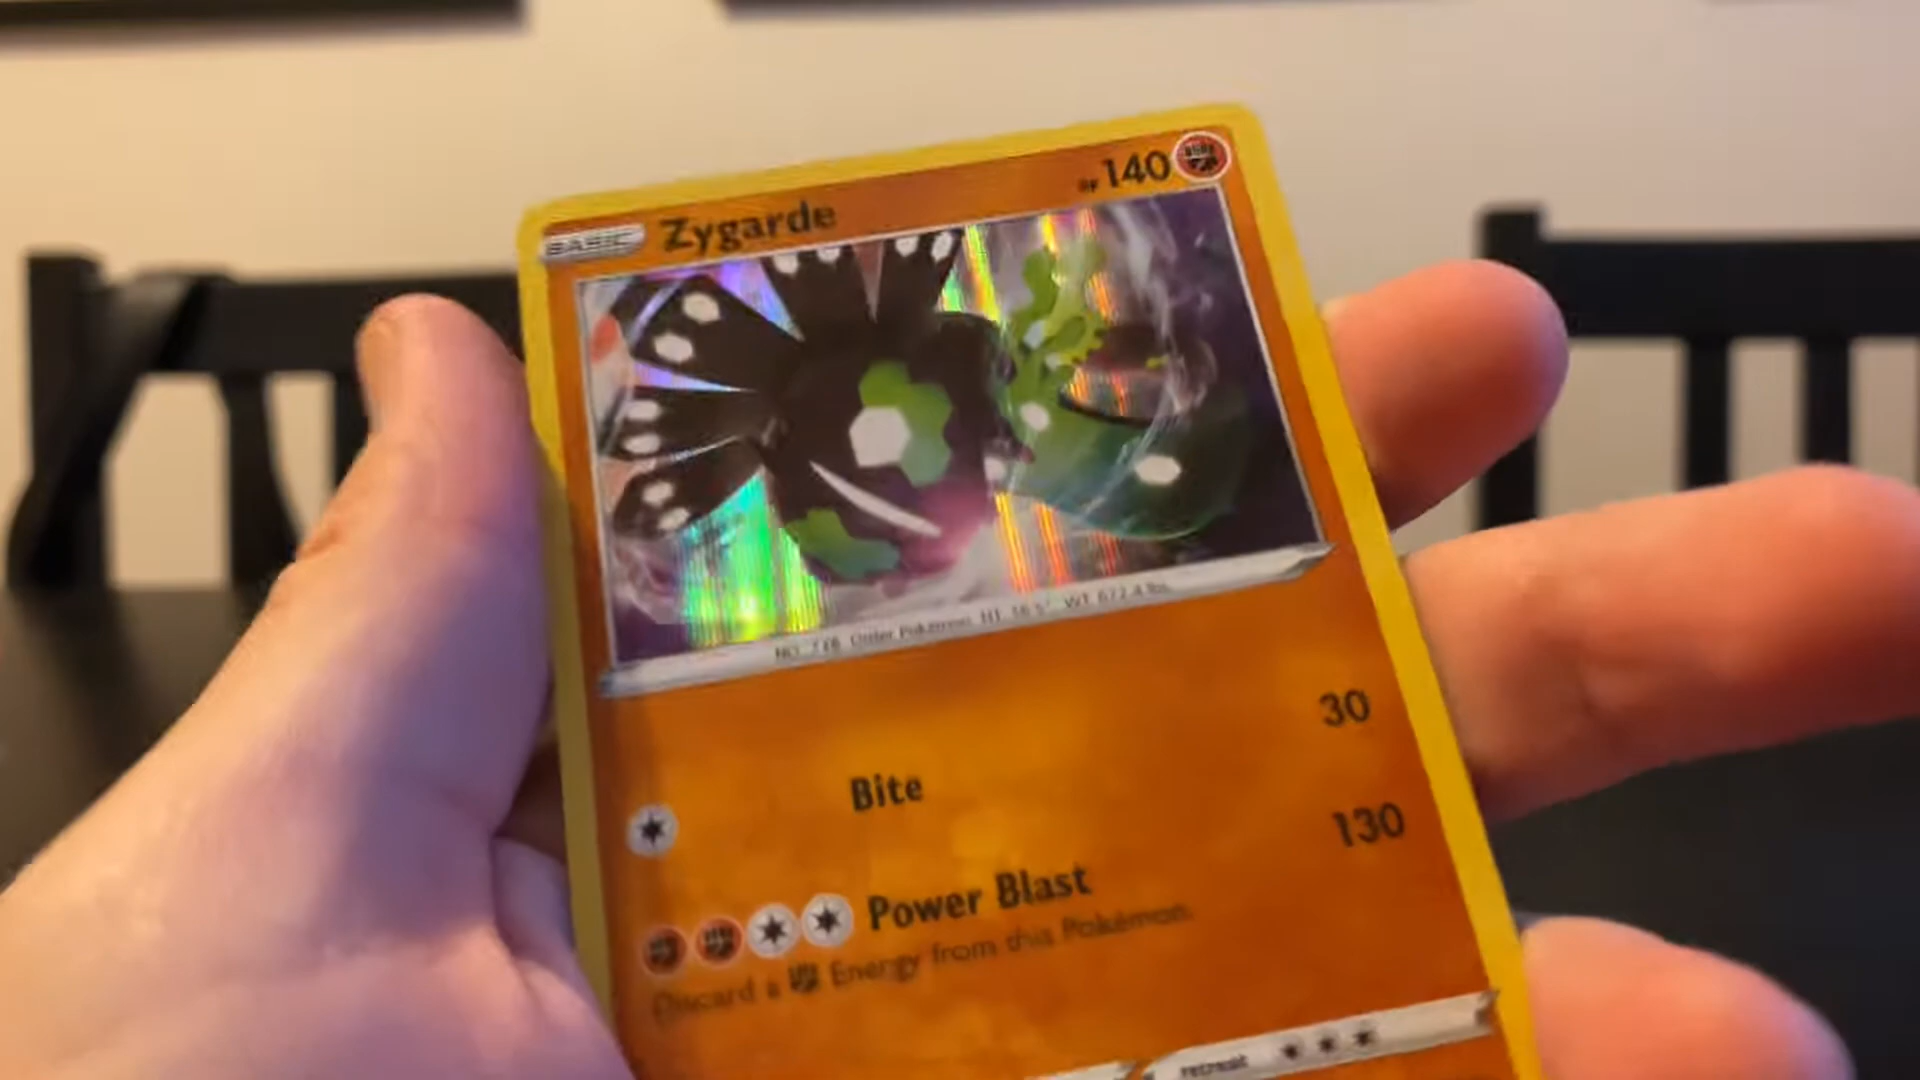 BASIC Zygarde HP 140
NO. 718 Order Pokémon HT 16'5" WT 672.4 lbs.
Bite 30
Power Blast 130
Discard a Energy from this Pokémon.
retreat